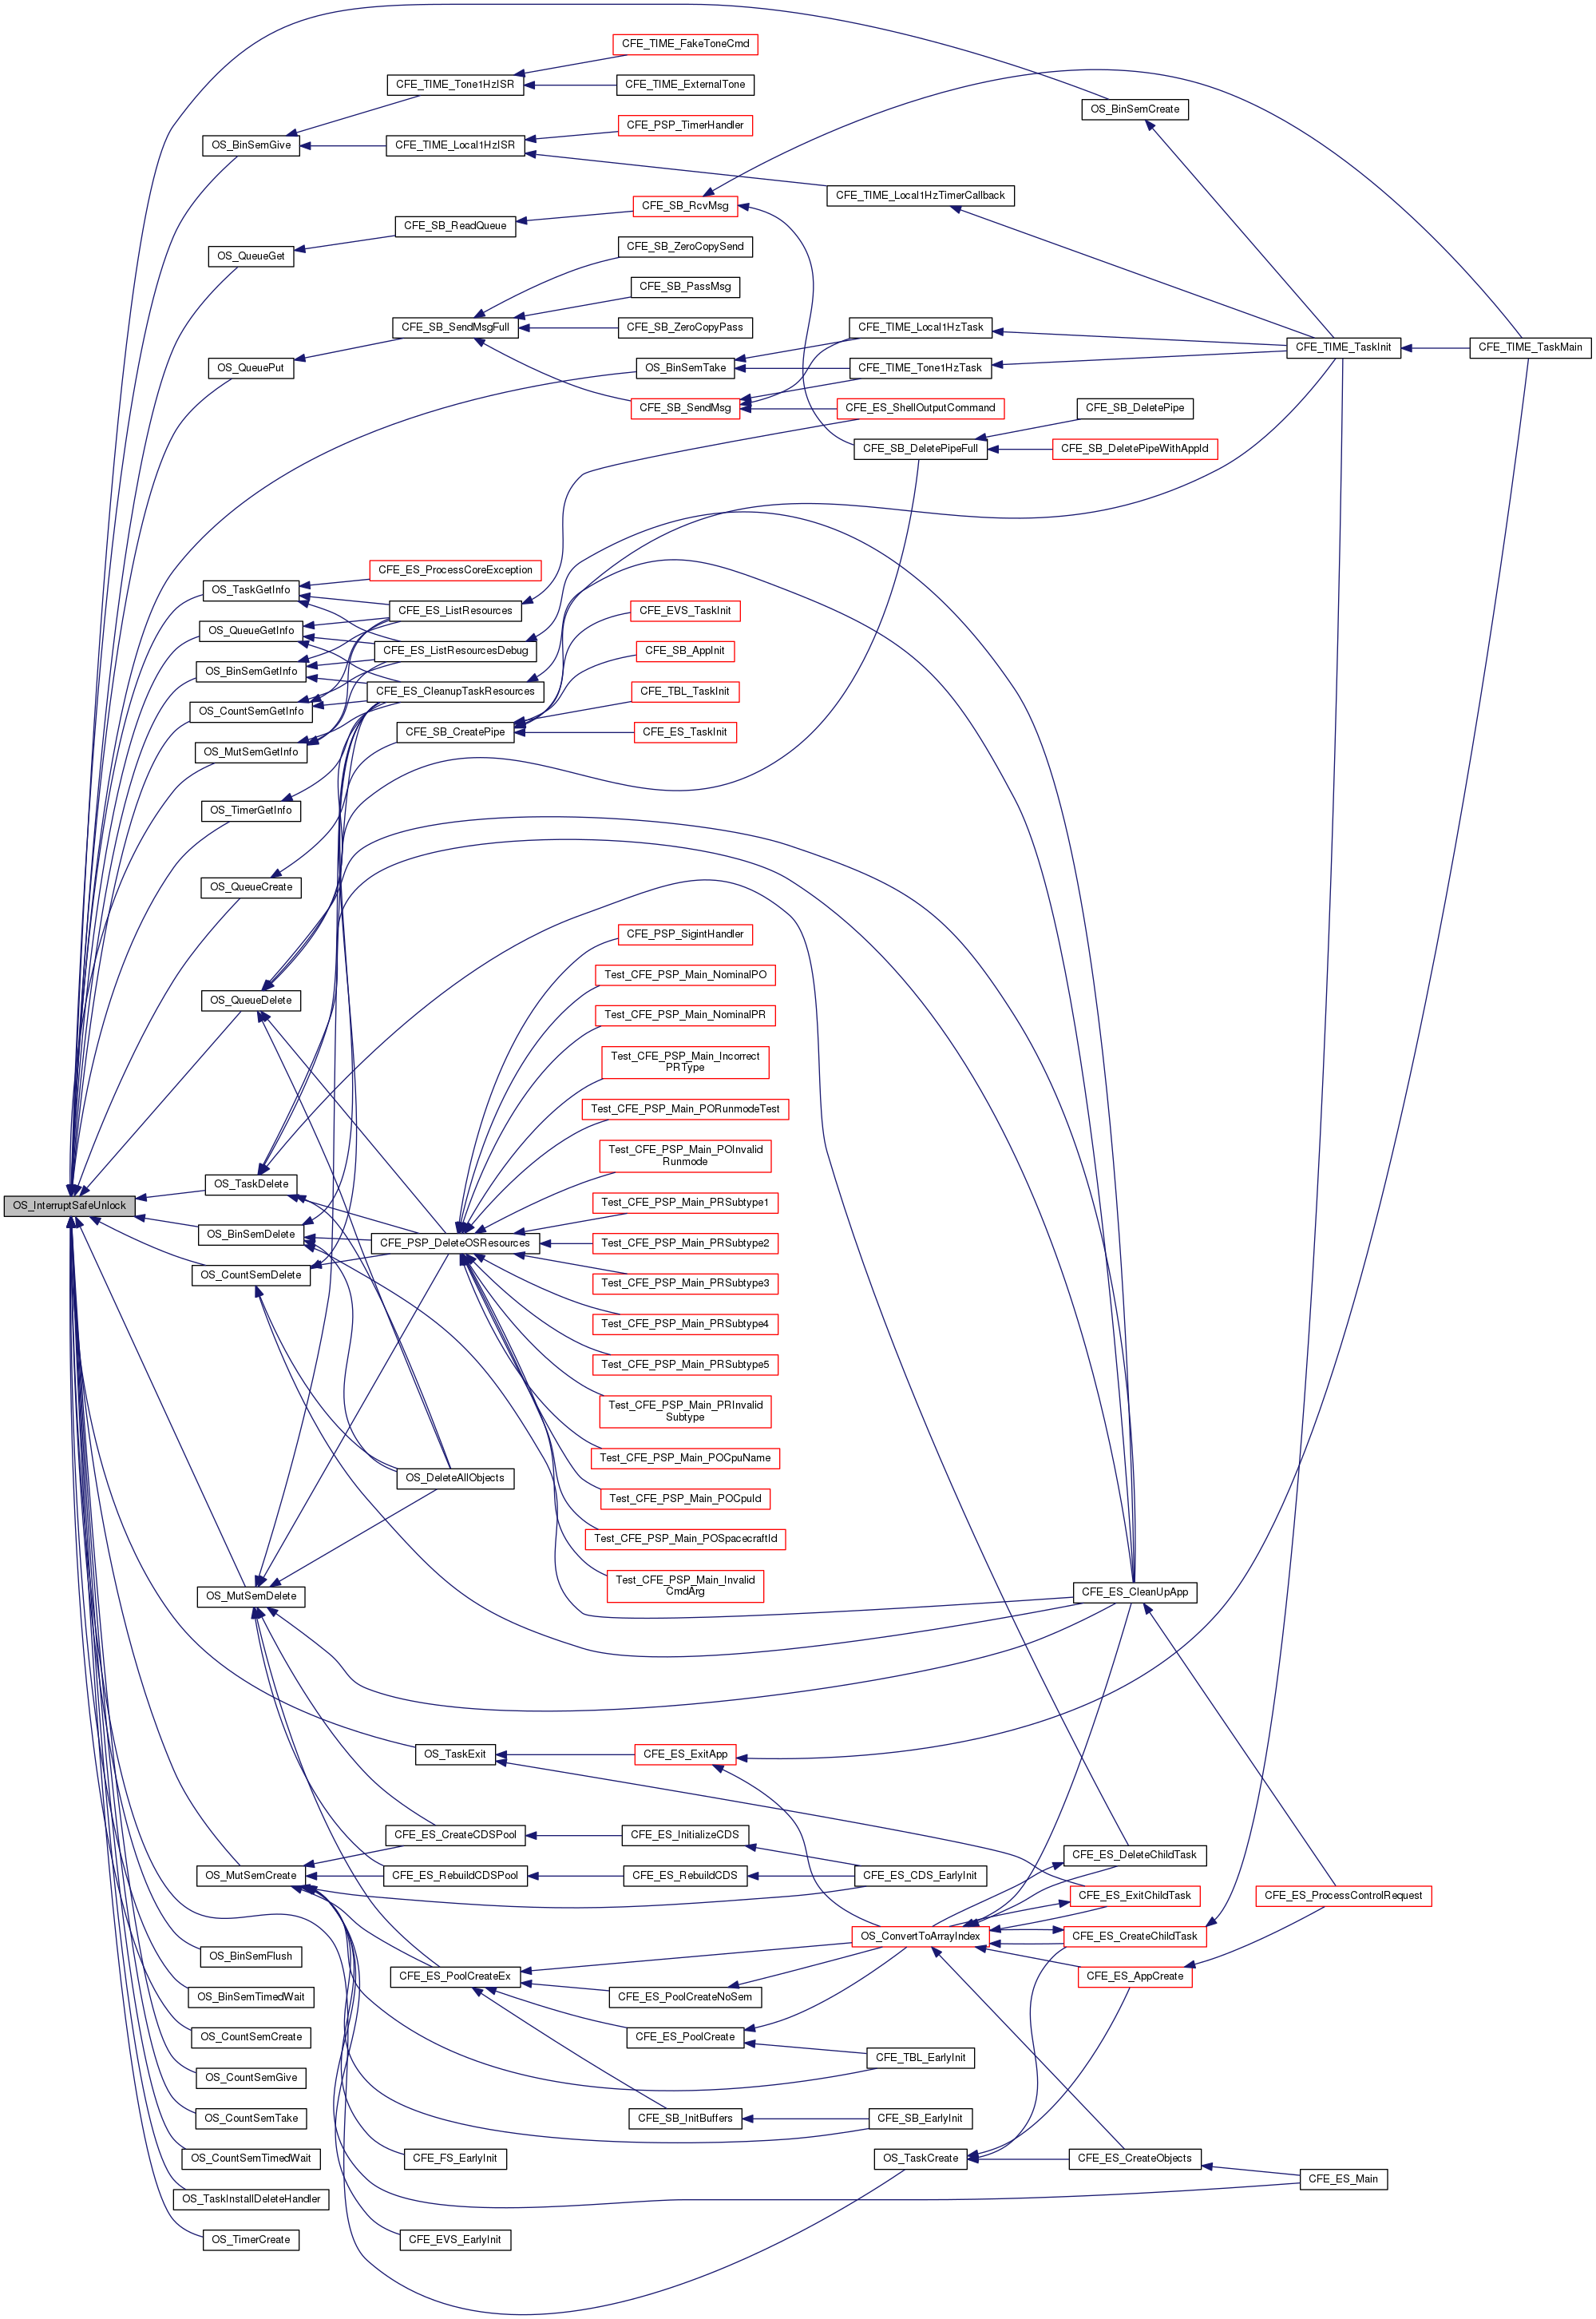 CFE_TIME_FakeToneCmd
CFE_TIME_Tone1HzISR
CFE_TIME_ExternalTone
OS_BinSemCreate
CFE_PSP_TimerHandler
OS_BinSemGive
CFE_TIME_Local1HzISR
CFE_TIME_Local1HzTimerCallback
CFE_SB_RcvMsg
CFE_SB_ReadQueue
CFE_SB_ZeroCopySend
OS_QueueGet
CFE_SB_PassMsg
CFE_SB_SendMsgFull
CFE_SB_ZeroCopyPass
CFE_TIME_Local1HzTask
CFE_TIME_TaskInit
CFE_TIME_TaskMain
OS_QueuePut
OS_BinSemTake
CFE_TIME_Tone1HzTask
CFE_SB_SendMsg
CFE_ES_ShellOutputCommand
CFE_SB_DeletePipe
CFE_SB_DeletePipeFull
CFE_SB_DeletePipeWithAppId
CFE_ES_ProcessCoreException
OS_TaskGetInfo
CFE_ES_ListResources
CFE_EVS_TaskInit
OS_QueueGetInfo
CFE_ES_ListResourcesDebug
CFE_SB_AppInit
OS_BinSemGetInfo
CFE_ES_CleanupTaskResources
CFE_TBL_TaskInit
OS_CountSemGetInfo
CFE_SB_CreatePipe
CFE_ES_TaskInit
OS_MutSemGetInfo
OS_TimerGetInfo
OS_QueueCreate
CFE_PSP_SigintHandler
Test_CFE_PSP_Main_NominalPO
OS_QueueDelete
Test_CFE_PSP_Main_NominalPR
Test_CFE_PSP_Main_Incorrect
PRType
Test_CFE_PSP_Main_PORunmodeTest
Test_CFE_PSP_Main_POInvalid
Runmode
OS_TaskDelete
OS_InterruptSafeUnlock
Test_CFE_PSP_Main_PRSubtype1
OS_BinSemDelete
CFE_PSP_DeleteOSResources
Test_CFE_PSP_Main_PRSubtype2
OS_CountSemDelete
Test_CFE_PSP_Main_PRSubtype3
Test_CFE_PSP_Main_PRSubtype4
Test_CFE_PSP_Main_PRSubtype5
Test_CFE_PSP_Main_PRInvalid
Subtype
Test_CFE_PSP_Main_POCpuName
OS_DeleteAllObjects
Test_CFE_PSP_Main_POCpuId
Test_CFE_PSP_Main_POSpacecraftId
Test_CFE_PSP_Main_Invalid
CmdArg
OS_MutSemDelete
CFE_ES_CleanUpApp
OS_TaskExit
CFE_ES_ExitApp
CFE_ES_CreateCDSPool
CFE_ES_InitializeCDS
CFE_ES_DeleteChildTask
OS_MutSemCreate
CFE_ES_RebuildCDSPool
CFE_ES_RebuildCDS
CFE_ES_CDS_EarlyInit
CFE_ES_ExitChildTask
CFE_ES_ProcessControlRequest
OS_ConvertToArrayIndex
CFE_ES_CreateChildTask
OS_BinSemFlush
CFE_ES_PoolCreateEx
CFE_ES_AppCreate
OS_BinSemTimedWait
CFE_ES_PoolCreateNoSem
OS_CountSemCreate
CFE_ES_PoolCreate
CFE_TBL_EarlyInit
OS_CountSemGive
OS_CountSemTake
CFE_SB_InitBuffers
CFE_SB_EarlyInit
OS_CountSemTimedWait
CFE_FS_EarlyInit
OS_TaskCreate
CFE_ES_CreateObjects
CFE_ES_Main
OS_TaskInstallDeleteHandler
OS_TimerCreate
CFE_EVS_EarlyInit